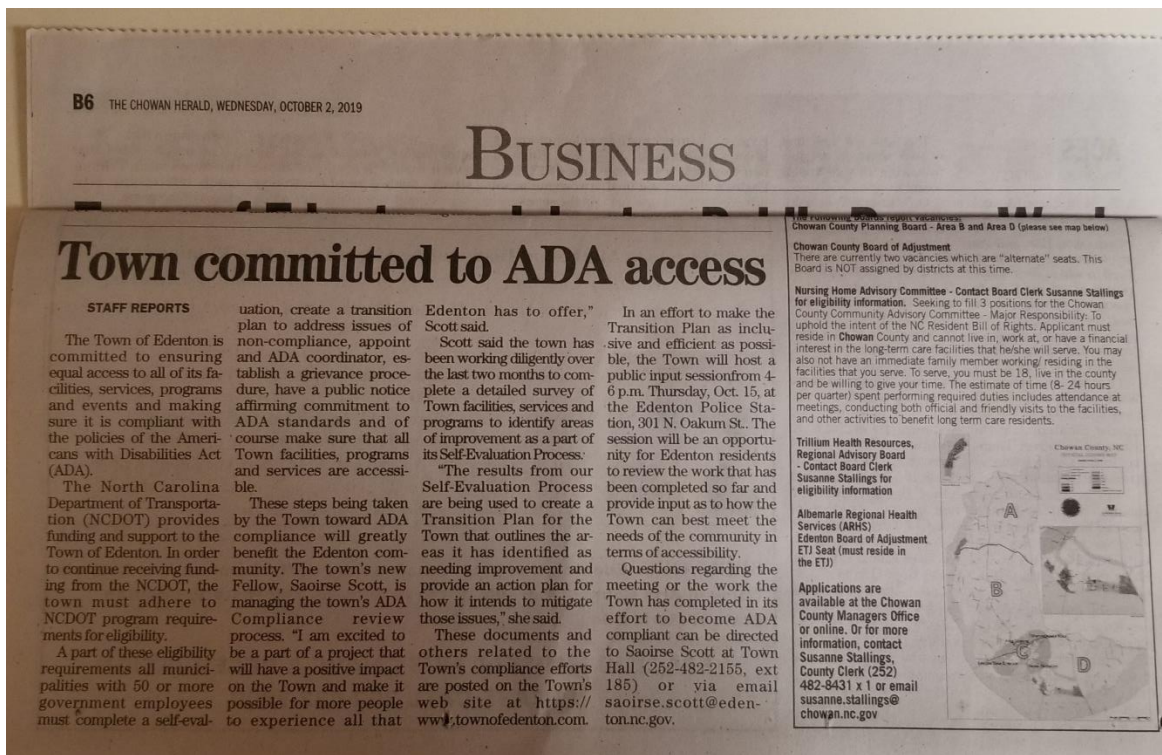 B6 THE CHOWAN HERALD, WEDNESDAY, OCTOBER 2, 2019
BUSINESS
Town committed to ADA access
STAFF REPORTS
The Town of Edenton is
committed to ensuring
equal access to all of its fa-
cilities, services, programs
and events and making
sure it is compliant with
the policies of the Ameri-
cans with Disabilities Act
(ADA).
The North Carolina
Department of Transporta-
tion (NCDOT) provides
funding and support to the
Town of Edenton. In order
to continue receiving fund-
ing from the NCDOT, the
town must adhere to
NCDOT program require-
ments for eligibility.
A part of these eligibility
requirements all munici-
palities with 50 or more
government employees
must complete a self-eval-
uation, create a transition
plan to address issues of
non-compliance, appoint
and ADA coordinator, es-
tablish a grievance proce-
dure, have a public notice
affirming commitment to
ADA standards and of
course make sure that all
Town facilities, programs
and services are accessi-
ble.
These steps being taken
by the Town toward ADA
compliance will greatly
benefit the Edenton com-
munity. The town's new
Fellow, Saoirse Scott, is
managing the town's ADA
Compliance review
process. "I am excited to
be a part of a project that
will have a positive impact
on the Town and make it
possible for more people
to experience all that
Edenton has to offer,"
Scott said.
Scott said the town has
been working diligently over
the last two months to com-
plete a detailed survey of
Town facilities, services and
programs to identify areas
of improvement as a part of
its Self-Evaluation Process.
"The results from our
Self-Evaluation Process
are being used to create a
Transition Plan for the
Town that outlines the ar-
eas it has identified as
needing improvement and
provide an action plan for
how it intends to mitigate
those issues," she said.
These documents and
others related to the
Town's compliance efforts
are posted on the Town's
web site at https://
www.townofedenton.com.
In an effort to make the
Transition Plan as inclu-
sive and efficient as possi-
ble, the Town will host a
public input sessionfrom 4-
6 p.m. Thursday, Oct. 15, at
the Edenton Police Sta-
tion, 301 N. Oakum St.. The
session will be an opportu-
nity for Edenton residents
to review the work that has
been completed so far and
provide input as to how the
Town can best meet the
needs of the community in
terms of accessibility.
Questions regarding the
meeting or the work the
Town has completed in its
effort to become ADA
compliant can be directed
to Saoirse Scott at Town
Hall (252-482-2155, ext
185) or via email
saoirse.scott@eden-
ton.nc.gov.
The Following Boards report vacancies:
Chowan County Planning Board - Area B and Area D (please see map below)
Chowan County Board of Adjustment
There are currently two vacancies which are "alternate" seats. This
Board is NOT assigned by districts at this time.
Nursing Home Advisory Committee - Contact Board Clerk Susanne Stallings
for eligibility information. Seeking to fill 3 positions for the Chowan
County Community Advisory Committee - Major Responsibility: To
uphold the intent of the NC Resident Bill of Rights. Applicant must
reside in Chowan County and cannot live in, work at, or have a financial
interest in the long-term care facilities that he/she will serve. You may
also not have an immediate family member working/ residing in the
facilities that you serve. To serve, you must be 18, live in the county
and be willing to give your time. The estimate of time (8- 24 hours
per quarter) spent performing required duties includes attendance at
meetings, conducting both official and friendly visits to the facilities,
and other activities to benefit long term care residents.
Trillium Health Resources,
Regional Advisory Board
- Contact Board Clerk
Susanne Stallings for
eligibility information
Albemarle Regional Health
Services (ARHS)
Edenton Board of Adjustment
ETJ Seat (must reside in
the ETJ)
Applications are
available at the Chowan
County Managers Office
or online. Or for more
information, contact
Susanne Stallings,
County Clerk (252)
482-8431 x 1 or email
susanne.stallings@
chowan.nc.gov
Chowan County, NC
A
B
C
D